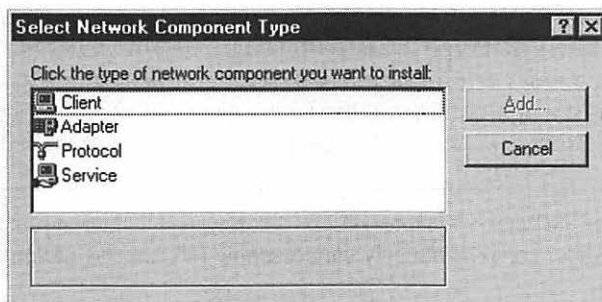 Select Network Component Type
Click the type of network component you want to install:
Client
Adapter
Protocol
Service
Add...
Cancel